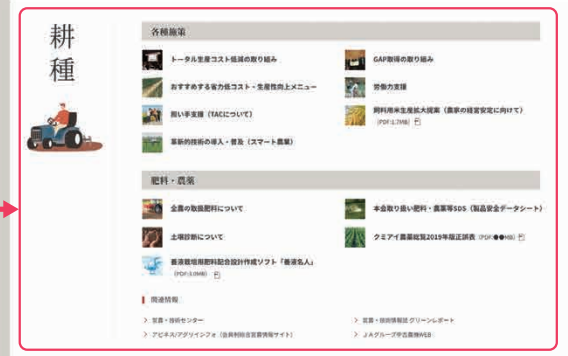 耕種
各種施策
トータル生産コスト低減の取り組み
GAP取得の取り組み
おすすめする省力低コスト・生産性向上メニュー
労働力支援
担い手支援（TACについて）
飼料用米生産拡大提案（農家の経営安定に向けて）
（PDF:1.7MB）
革新的技術の導入・普及（スマート農業）
肥料・農薬
全農の取扱肥料について
本会取り扱い肥料・農薬等SDS（製品安全データシート）
土壌診断について
クミアイ農薬総覧2019年版正誤表（PDF:●●MB）
養液栽培用肥料配合設計作成ソフト「養液名人」
（PDF:3.0MB）
関連情報
営農・技術センター
営農・技術情報誌 グリーンレポート
アピネス/アグリインフォ（会員制総合営農情報サイト）
JAグループ中古農機WEB